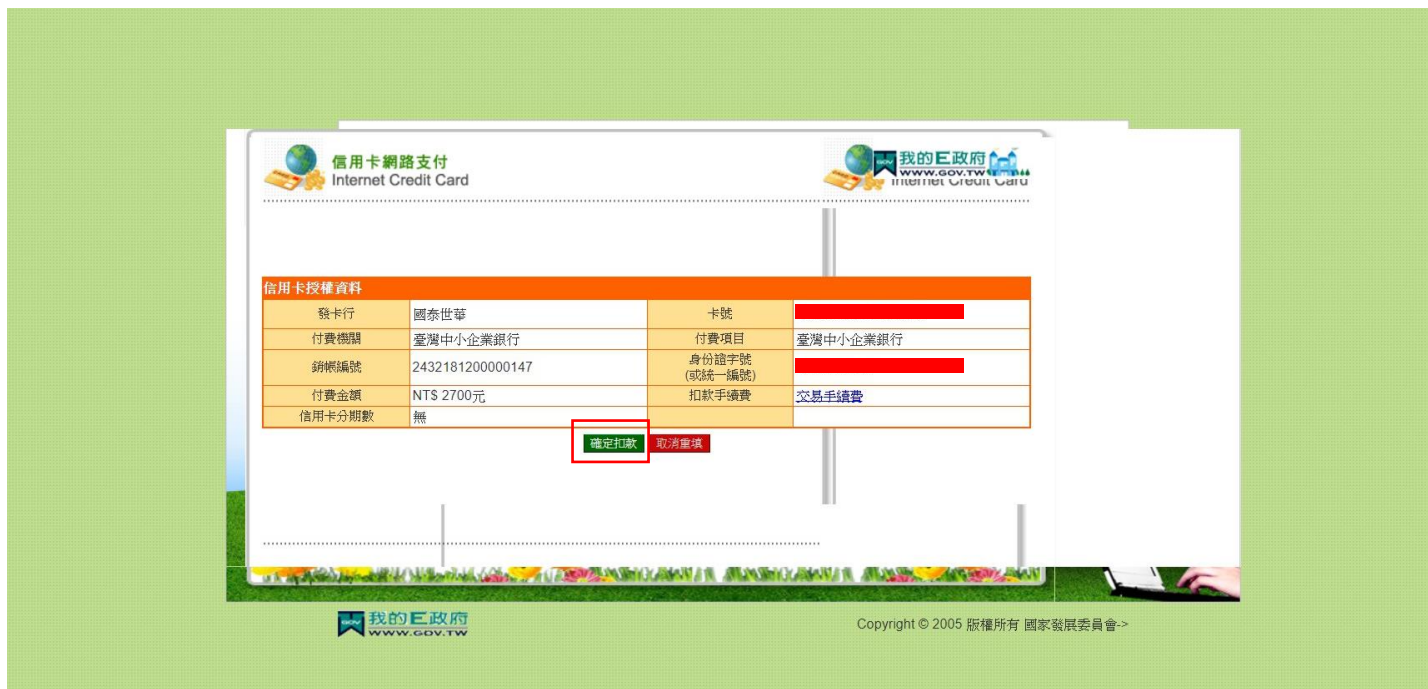 信用卡網路支付
Internet Credit Card
我的E政府
WWW.GOV.TW
Internet Credit Card
信用卡授權資料
發卡行 國泰世華 卡號
付費機關 臺灣中小企業銀行 付費項目 臺灣中小企業銀行
銷帳編號 2432181200000147 身份證字號
(或統一編號)
付費金額 NT$ 2700元 扣款手續費 交易手續費
信用卡分期數 無
確定扣款 取消重填
我的E政府
WWW.GOV.TW
Copyright © 2005 版權所有 國家發展委員會->